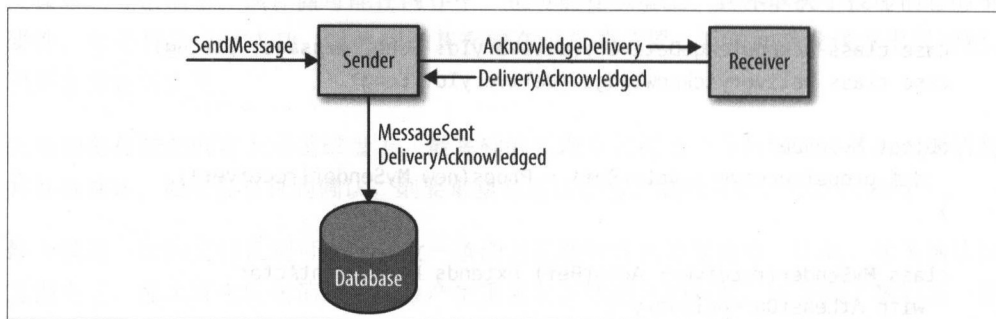 SendMessage
Sender
AcknowledgeDelivery
DeliveryAcknowledged
Receiver
MessageSent
DeliveryAcknowledged
Database